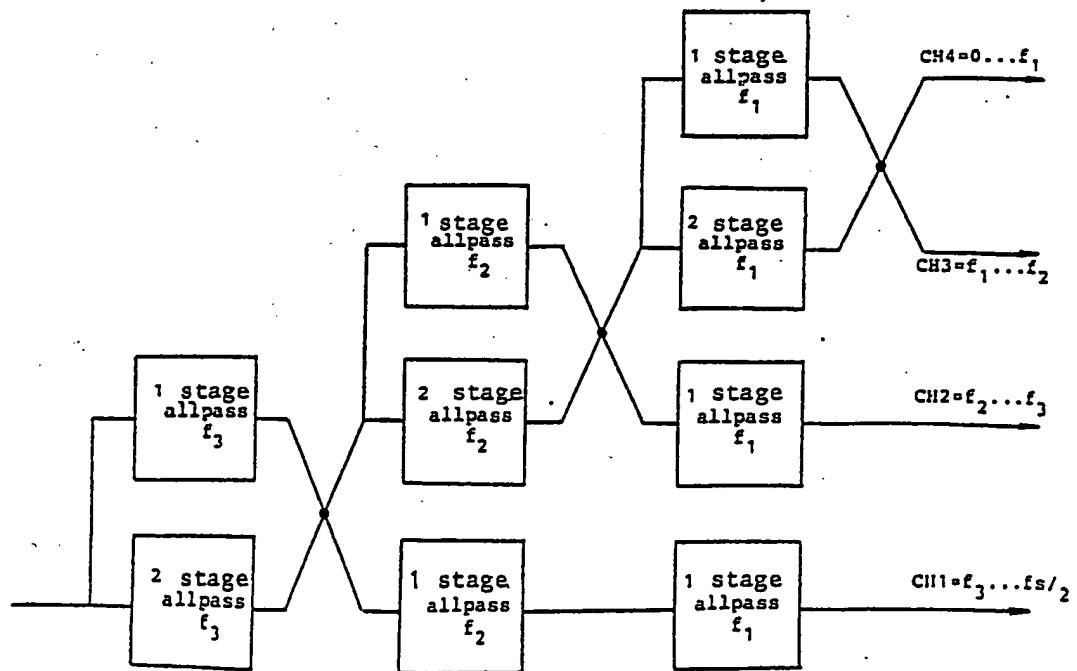 1 stage
allpass
f1
CH4=0...f1
2 stage
allpass
f1
CH3=f1...f2
1 stage
allpass
f2
2 stage
allpass
f2
1 stage
allpass
f1
CH2=f2...f3
1 stage
allpass
f3
2 stage
allpass
f3
1 stage
allpass
f2
1 stage
allpass
f1
CH1=f3...fs/2